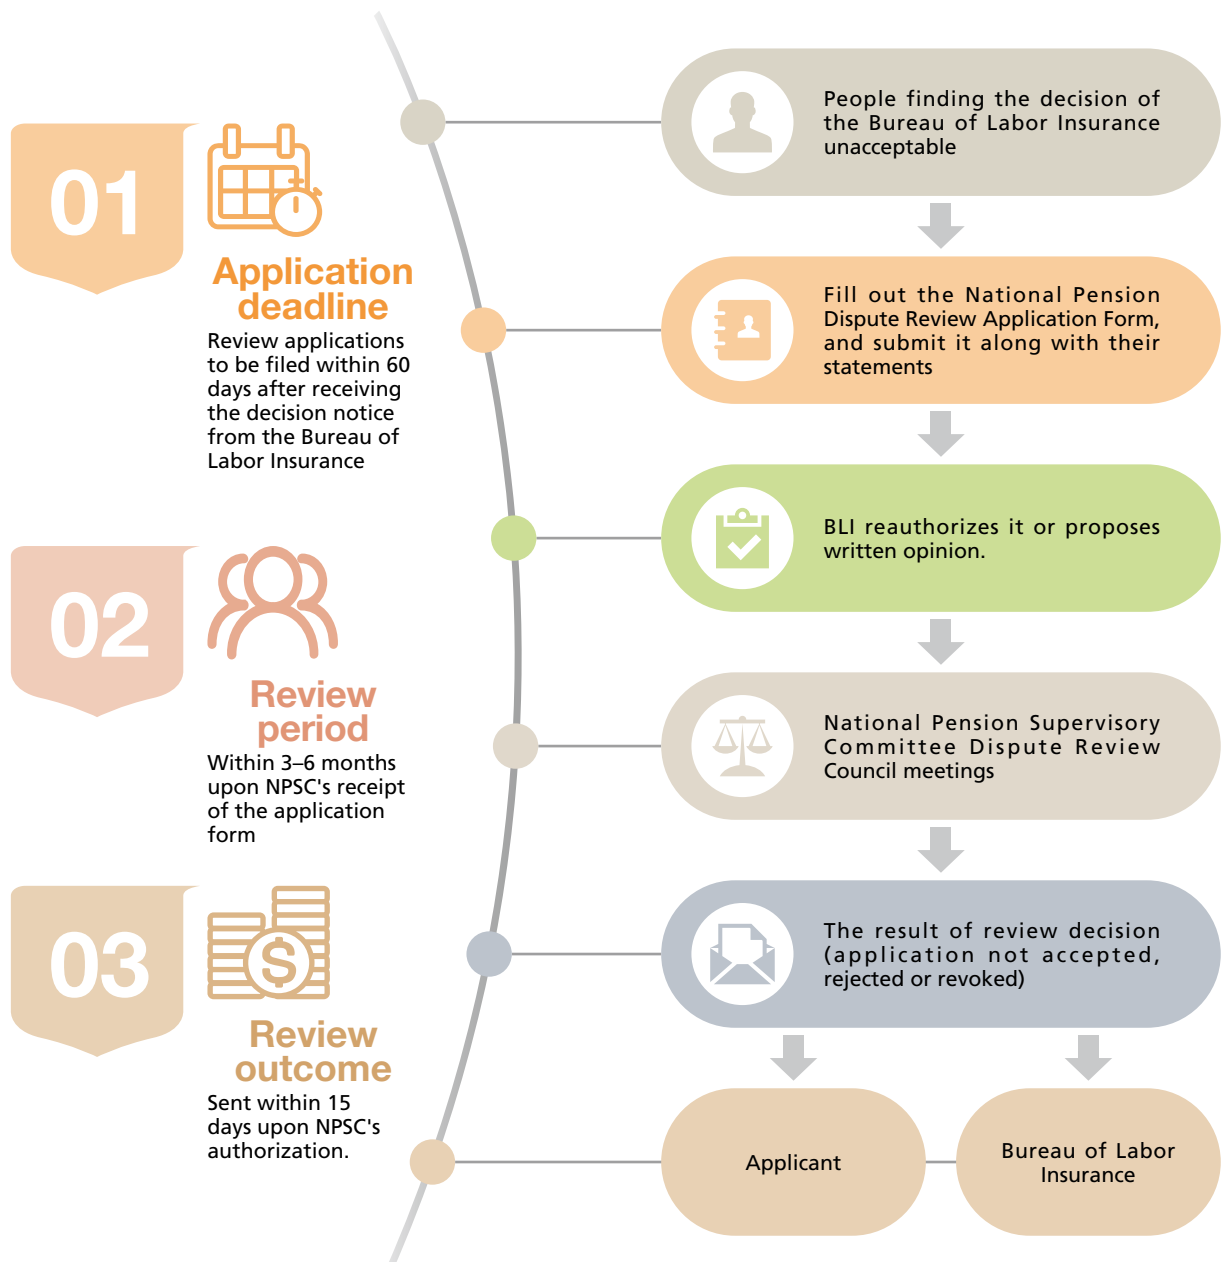 01
Application
deadline
Review applications
to be filed within 60
days after receiving
the decision notice
from the Bureau of
Labor Insurance
02
Review
period
Within 3–6 months
upon NPSC's receipt
of the application
form
03
$
Review
outcome
Sent within 15
days upon NPSC's
authorization.
People finding the decision of
the Bureau of Labor Insurance
unacceptable
Fill out the National Pension
Dispute Review Application Form,
and submit it along with their
statements
BLI reauthorizes it or proposes
written opinion.
National Pension Supervisory
Committee Dispute Review
Council meetings
The result of review decision
(application not accepted,
rejected or revoked)
Applicant
Bureau of Labor
Insurance